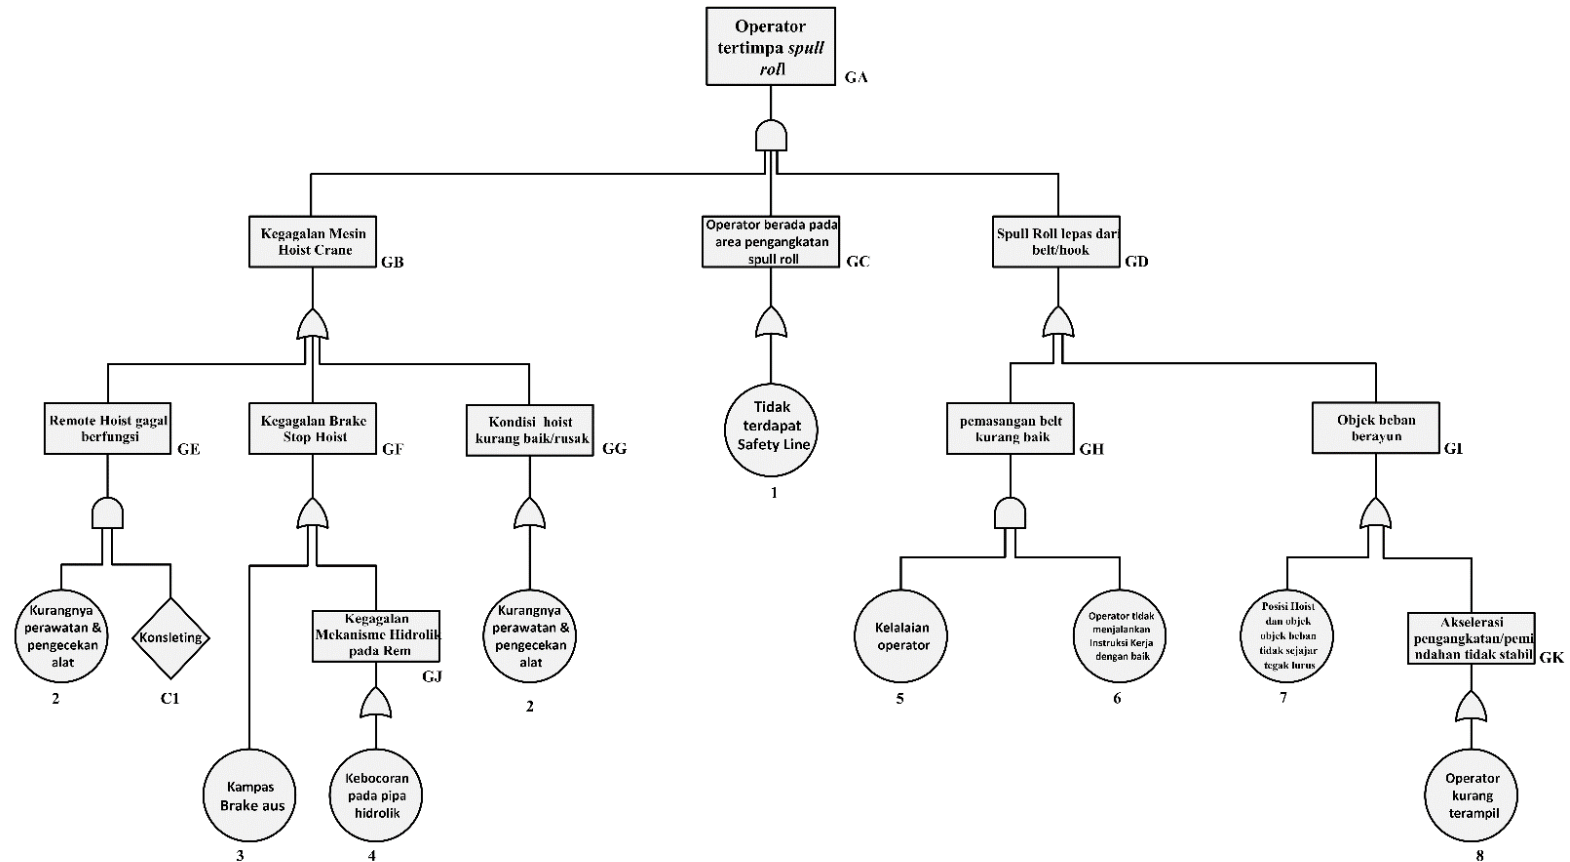 Operator
tertimpa spull
roll
GA
Kegagalan Mesin
Hoist Crane
GB
Operator berada pada
area pengangkatan
spull roll
GC
Spull Roll lepas dari
belt/hook
GD
Remote Hoist gagal
berfungsi
GE
Kegagalan Brake
Stop Hoist
GF
Kondisi hoist
kurang baik/rusak
GG
Tidak
terdapat
Safety Line
1
pemasangan belt
kurang baik
GH
Objek beban
berayun
GI
Kurangnya
perawatan &
pengecekan
alat
2
Konsleting
C1
Kegagalan
Mekanisme Hidrolik
pada Rem
GJ
Kurangnya
perawatan &
pengecekan
alat
2
Kelalaian
operator
5
Operator tidak
menjalankan
Instruksi Kerja
dengan baik
6
Posisi Hoist
dan objek
objek beban
tidak sejajar
tegak lurus
7
Akselerasi
pengangkatan/pemi
ndahan tidak stabil
GK
Kampas
Brake aus
3
Kebocoran
pada pipa
hidrolik
4
Operator
kurang
terampil
8